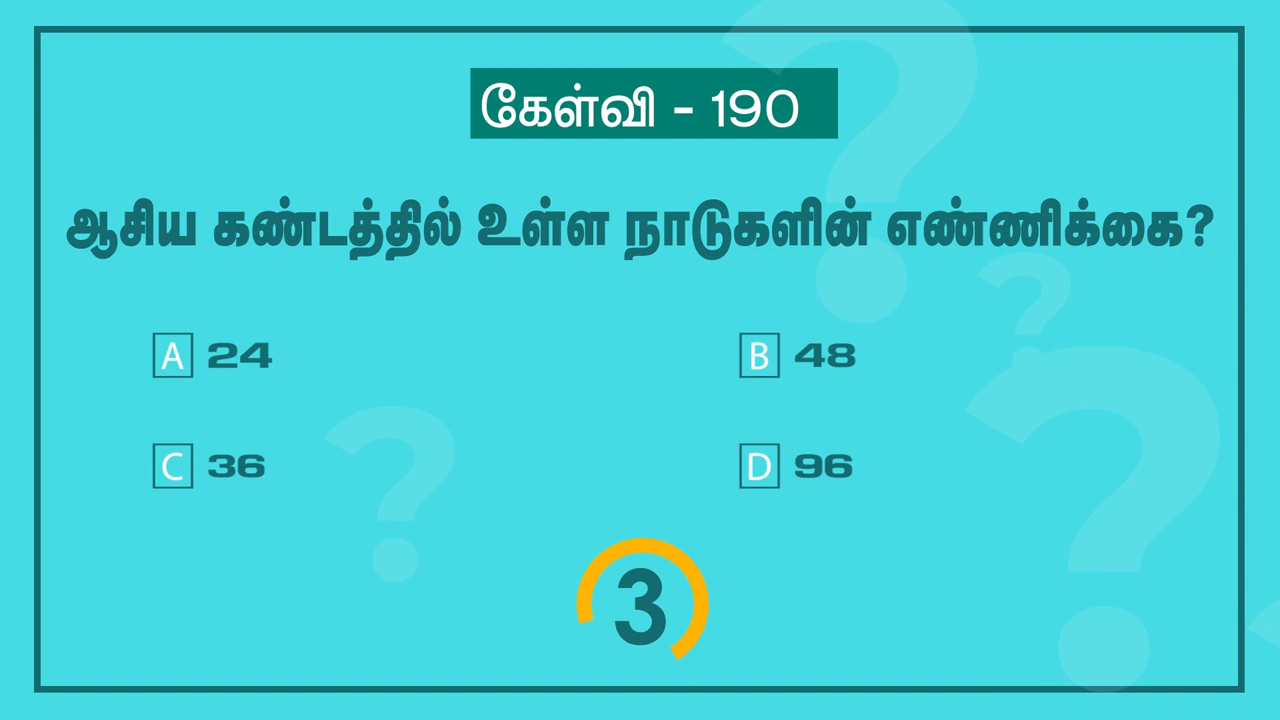 கேள்வி - 190
ஆசிய கண்டத்தில் உள்ள நாடுகளின் எண்ணிக்கை?
A 24
B 48
C 36
D 96
3